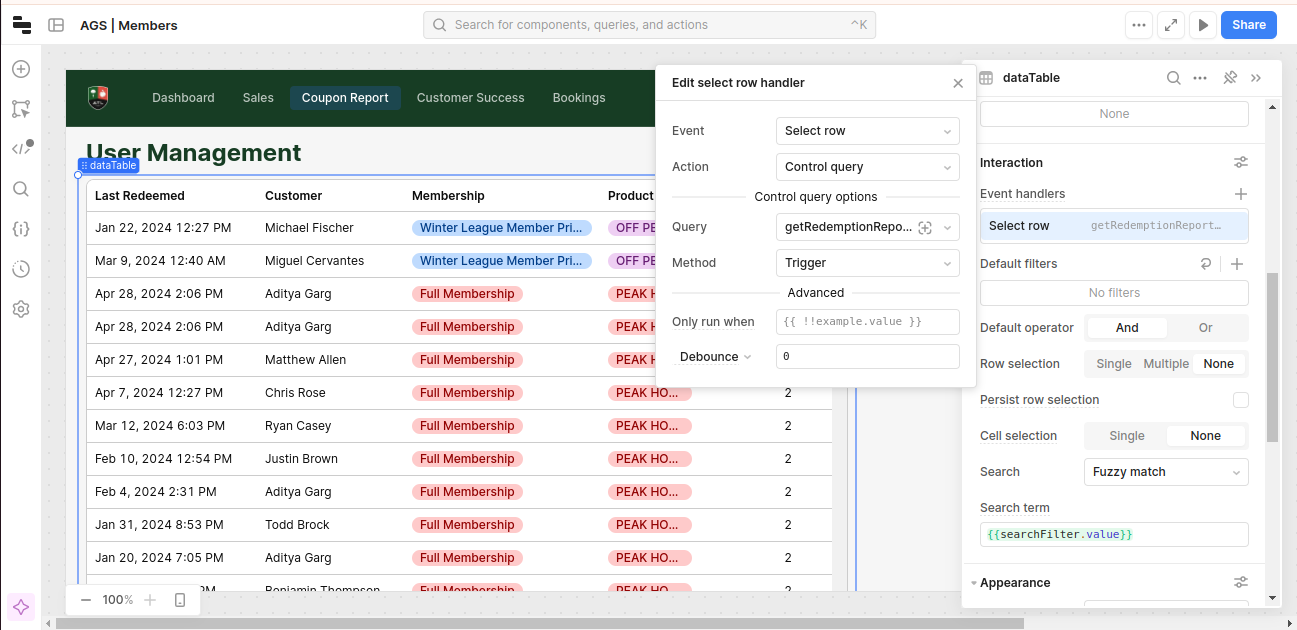 AGS | Members
Search for components, queries, and actions
^K
Share
Dashboard
Sales
Coupon Report
Customer Success
Bookings
User Management
dataTable
Last Redeemed Customer Membership Product
Jan 22, 2024 12:27 PM Michael Fischer Winter League Member Pri... OFF PE
Mar 9, 2024 12:40 AM Miguel Cervantes Winter League Member Pri... OFF PE
Apr 28, 2024 2:06 PM Aditya Garg Full Membership PEAK H
Apr 28, 2024 2:06 PM Aditya Garg Full Membership PEAK H
Apr 27, 2024 1:01 PM Matthew Allen Full Membership PEAK H
Apr 7, 2024 12:27 PM Chris Rose Full Membership PEAK HO... 2
Mar 12, 2024 6:03 PM Ryan Casey Full Membership PEAK HO... 2
Feb 10, 2024 12:54 PM Justin Brown Full Membership PEAK HO... 2
Feb 4, 2024 2:31 PM Aditya Garg Full Membership PEAK HO... 2
Jan 31, 2024 8:53 PM Todd Brock Full Membership PEAK HO... 2
Jan 20, 2024 7:05 PM Aditya Garg Full Membership PEAK HO... 2
PM Benjamin Thompson Full Membership PEAK HO... 2
100%
Edit select row handler
Event Select row
Action Control query
Control query options
Query getRedemptionRepo...
Method Trigger
Advanced
Only run when {{ !!example.value }}
Debounce 0
dataTable
None
Interaction
Event handlers
Select row getRedemptionReport…
Default filters
No filters
Default operator And Or
Row selection Single Multiple None
Persist row selection
Cell selection Single None
Search Fuzzy match
Search term
{{searchFilter.value}}
Appearance